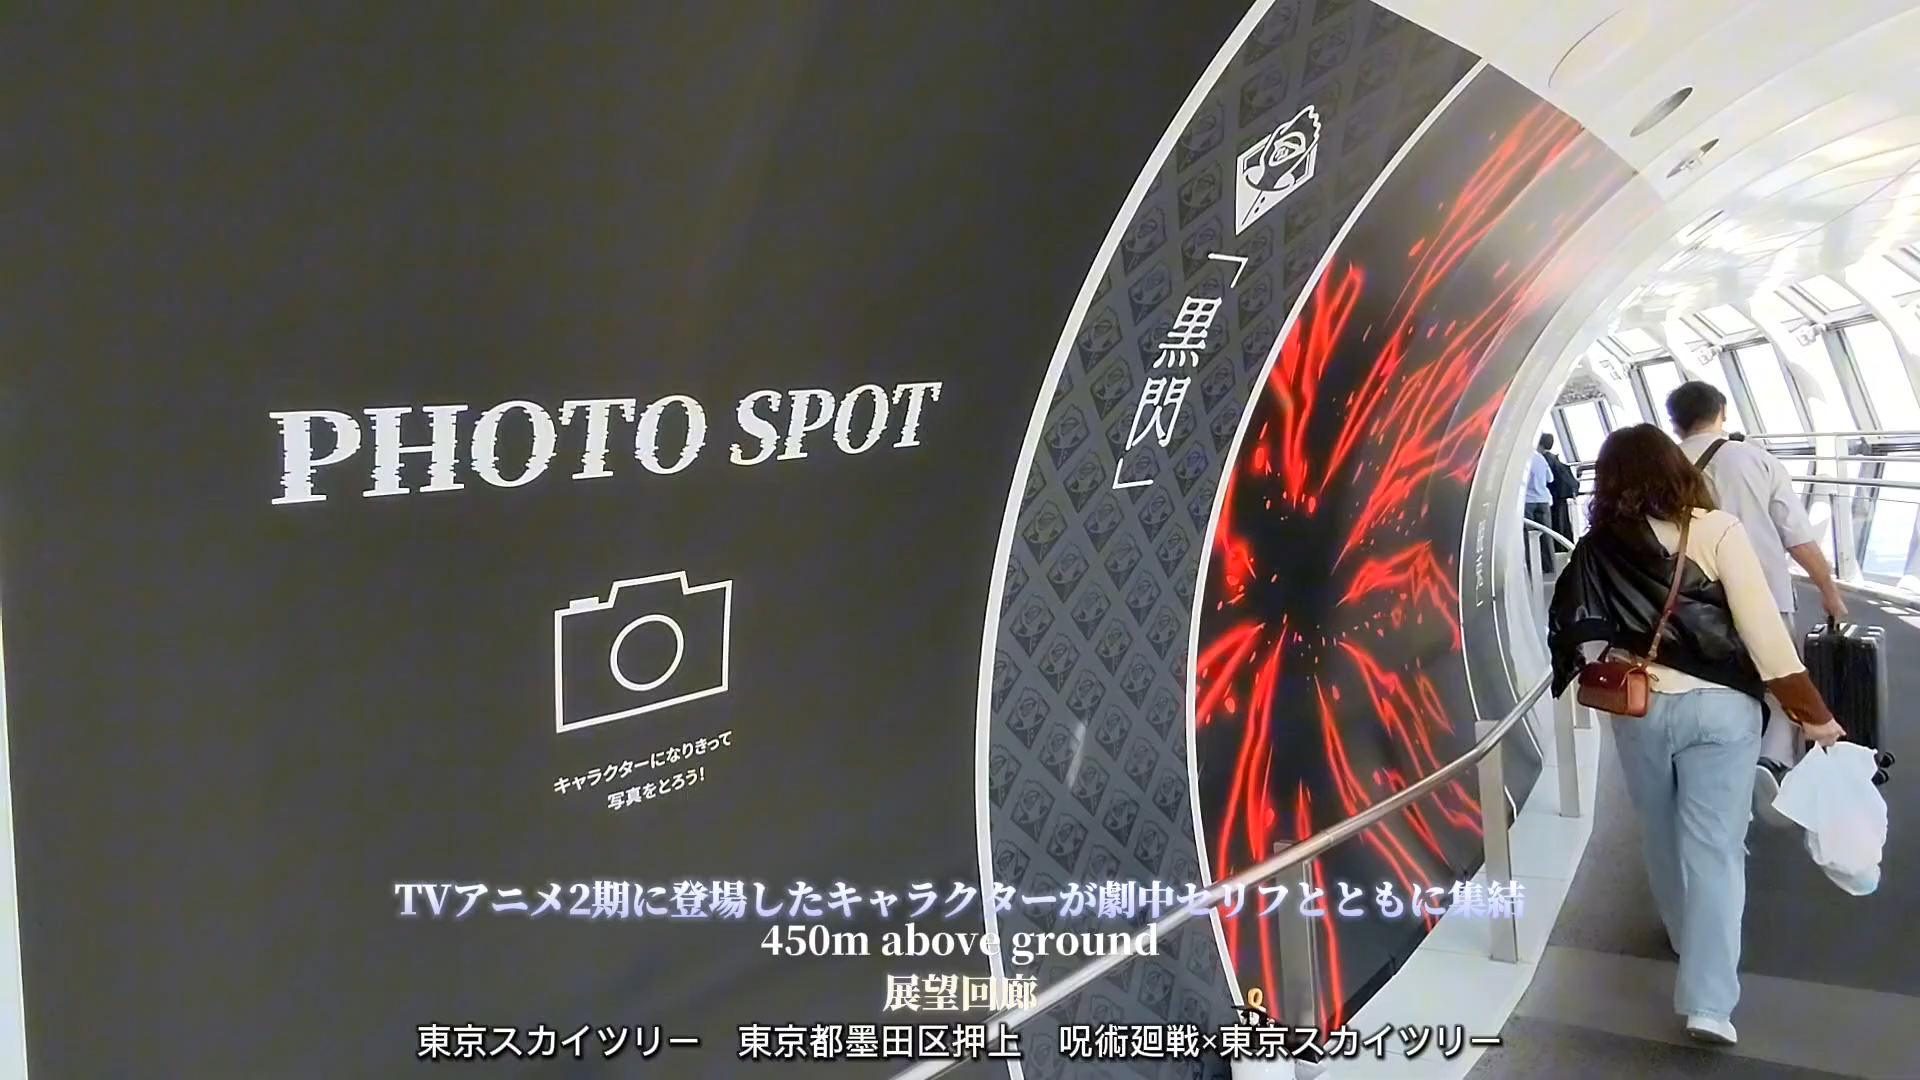 PHOTO SPOT
キャラクターになりきって
写真をとろう!
「黒閃」
TVアニメ2期に登場したキャラクターが劇中セリフとともに集結
450m above ground
展望回廊
東京スカイツリー　東京都墨田区押上　呪術廻戦×東京スカイツリー